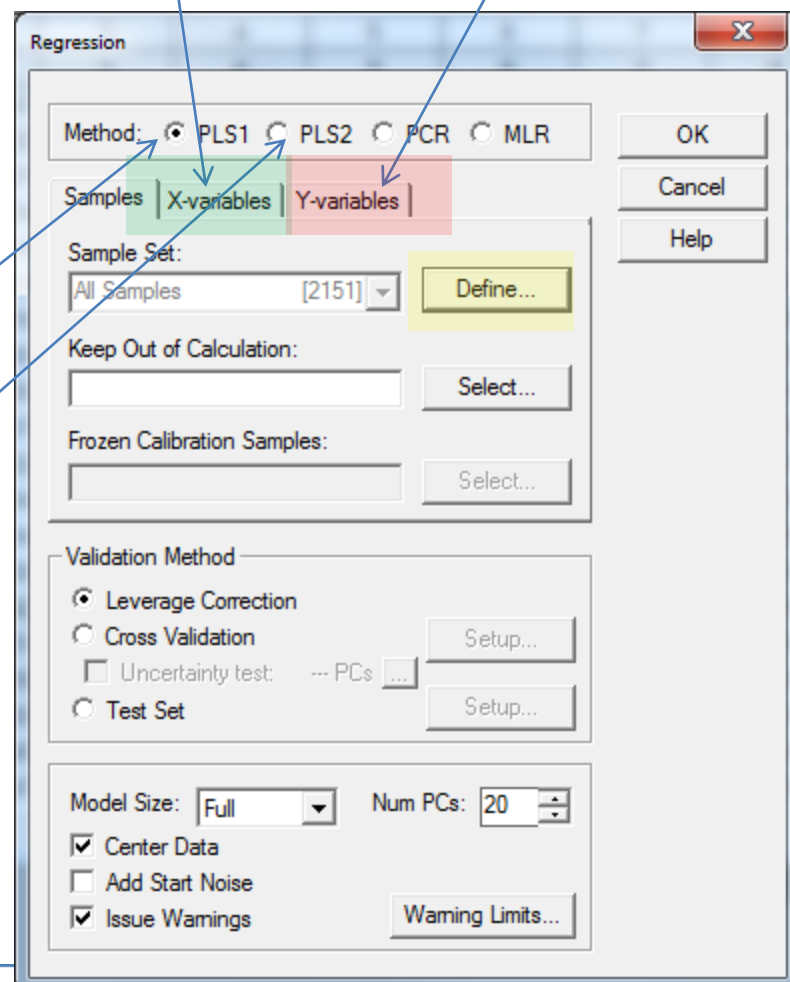 Regression
Method: PLS1 PLS2 PCR MLR
OK
Cancel
Help
Samples X-variables Y-variables
Sample Set:
All Samples [2151] Define...
Keep Out of Calculation:
Select...
Frozen Calibration Samples:
Select...
Validation Method
Leverage Correction
Cross Validation Setup...
Uncertainty test: --- PCs ...
Test Set Setup...
Model Size: Full Num PCs: 20
Center Data
Add Start Noise
Issue Warnings Warning Limits...